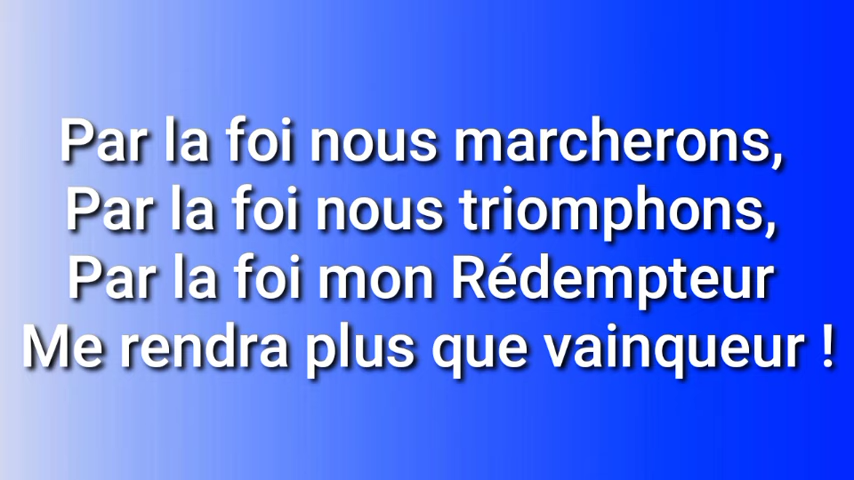 Par la foi nous marcherons,
Par la foi nous triomphons,
Par la foi mon Rédempteur
Me rendra plus que vainqueur !